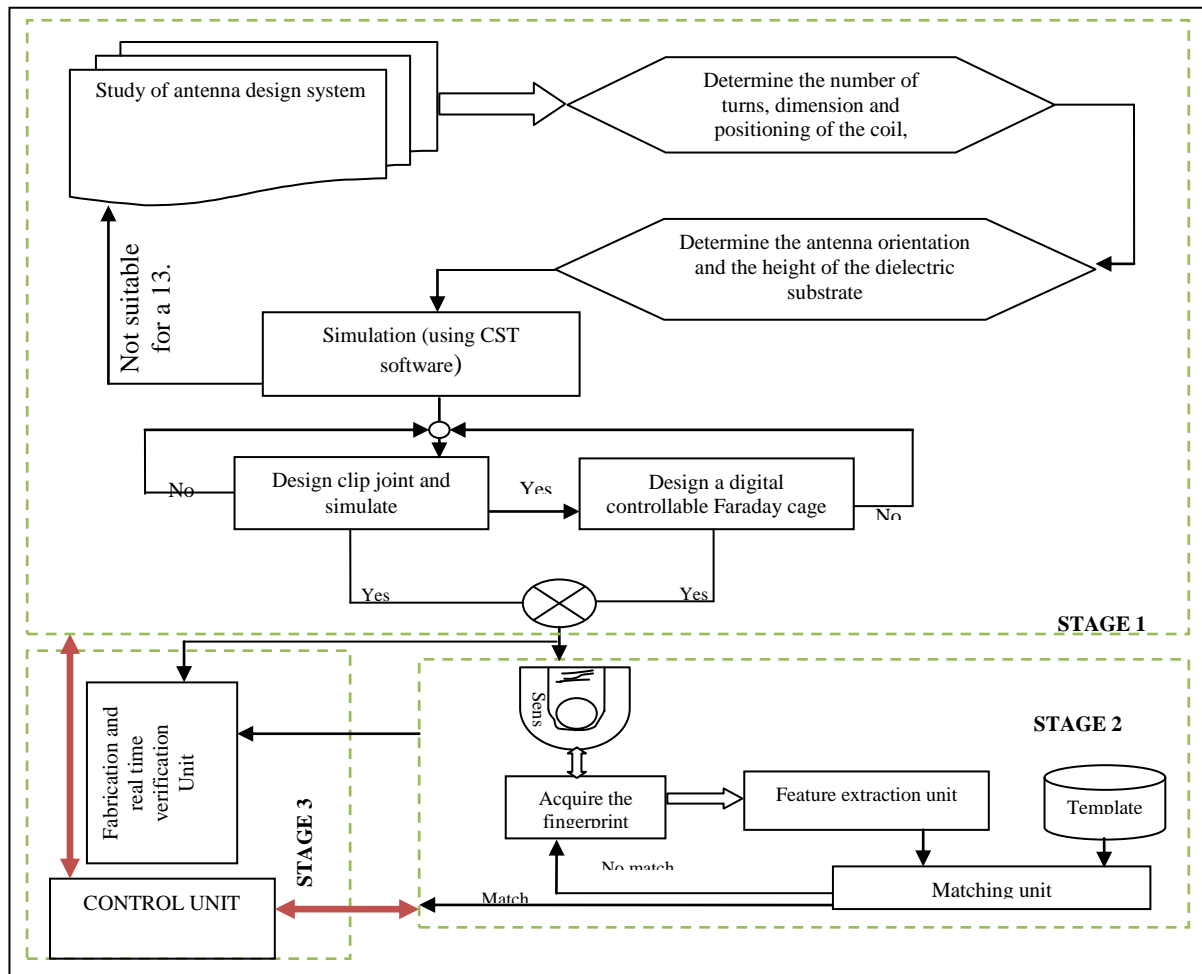 Study of antenna design system
Determine the number of
turns, dimension and
positioning of the coil,
Determine the antenna orientation
and the height of the dielectric
substrate
Not suitable
for a 13.
Simulation (using CST
software)
No
Design clip joint and
simulate
Yes
Design a digital
controllable Faraday cage
No
Yes
Yes
STAGE 1
Fabrication and
real time
verification
Unit
STAGE 3
CONTROL UNIT
Sens
STAGE 2
Acquire the
fingerprint
Feature extraction unit
Template
No match
Matching unit
Match